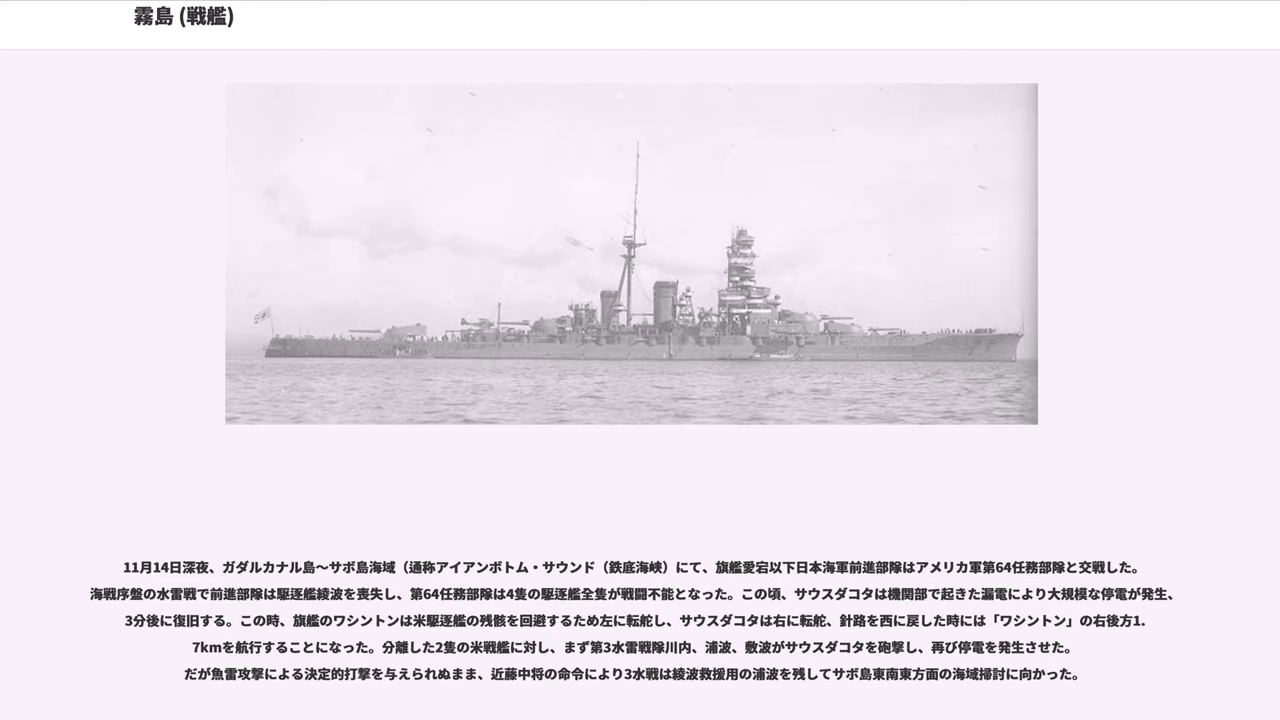 霧島 (戦艦)
11月14日深夜、ガダルカナル島〜サボ島海域（通称アイアンボトム・サウンド（鉄底海峡）にて、旗艦愛宕以下日本海軍前進部隊はアメリカ軍第64任務部隊と交戦した。
海戦序盤の水雷戦で前進部隊は駆逐艦綾波を喪失し、第64任務部隊は4隻の駆逐艦全隻が戦闘不能となった。この頃、サウスダコタは機関部で起きた漏電により大規模な停電が発生、
3分後に復旧する。この時、旗艦のワシントンは米駆逐艦の残骸を回避するため左に転舵し、サウスダコタは右に転舵、針路を西に戻した時には「ワシントン」の右後方1.
7kmを航行することになった。分離した2隻の米戦艦に対し、まず第3水雷戦隊川内、浦波、敷波がサウスダコタを砲撃し、再び停電を発生させた。
だが魚雷攻撃による決定的打撃を与えられぬまま、近藤中将の命令により3水戦は綾波救援用の浦波を残してサボ島東南東方面の海域掃討に向かった。